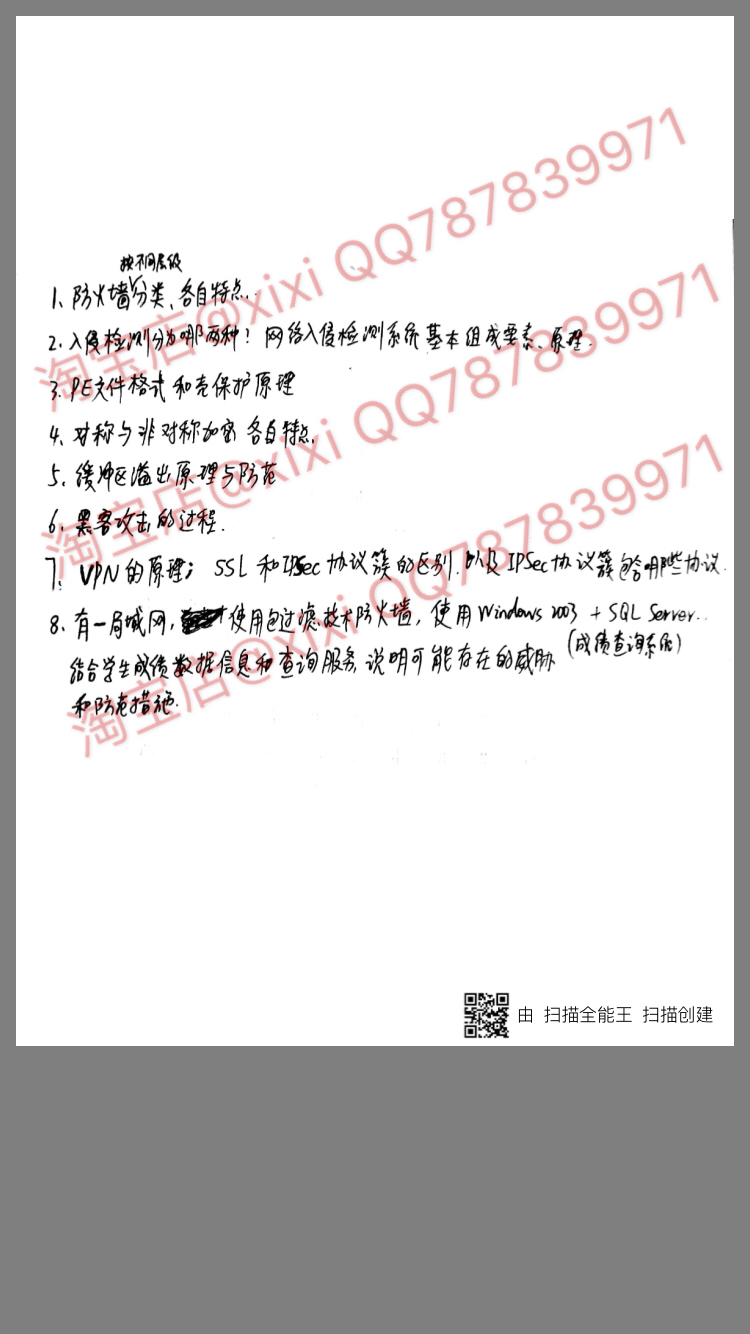 淘宝店@xixi QQ787839971
按不同层级
1、防火墙分类、各自特点.
2、入侵检测分为哪两种？网络入侵检测系统基本组成要素、原理.
淘宝店@xixi QQ787839971
3、PE文件格式和壳保护原理
4、对称与非对称加密 各自特点.
5、缓冲区溢出原理与防范
6、黑客攻击的过程.
淘宝店@xixi QQ787839971
7、VPN的原理；SSL和IPSec协议簇的区别.以及IPSec协议簇包含哪些协议.
8、有一局域网，使用包过滤技术防火墙，使用Windows 2003 + SQL Server.
(成绩查询系统)
结合学生成绩数据信息和查询服务 说明可能存在的威胁
和防范措施.
由 扫描全能王 扫描创建